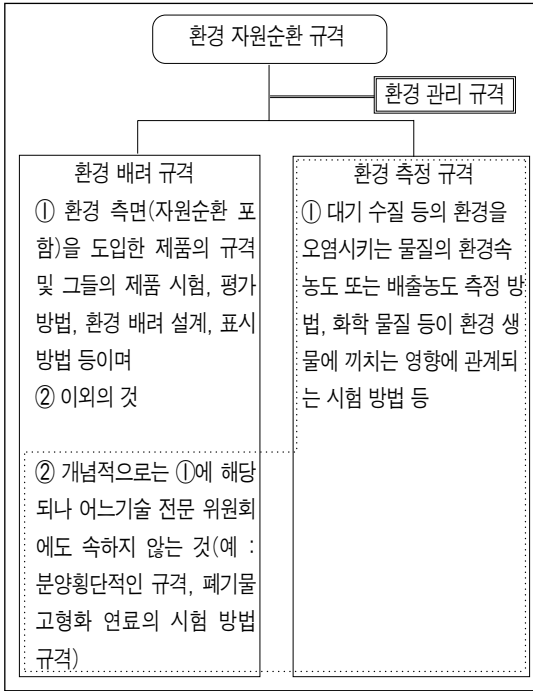 환경 자원순환 규격
환경 관리 규격
환경 배려 규격
① 환경 측면(자원순환 포
함)을 도입한 제품의 규격
및 그들의 제품 시험, 평가
방법, 환경 배려 설계, 표시
방법 등이며
② 이외의 것
② 개념적으로는 ①에 해당
되나 어느기술 전문 위원회
에도 속하지 않는 것(예 :
분양횡단적인 규격, 폐기물
고형화 연료의 시험 방법
규격)
환경 측정 규격
① 대기 수질 등의 환경을
오염시키는 물질의 환경속
농도 또는 배출농도 측정 방
법, 화학 물질 등이 환경 생
물에 끼치는 영향에 관계되
는 시험 방법 등